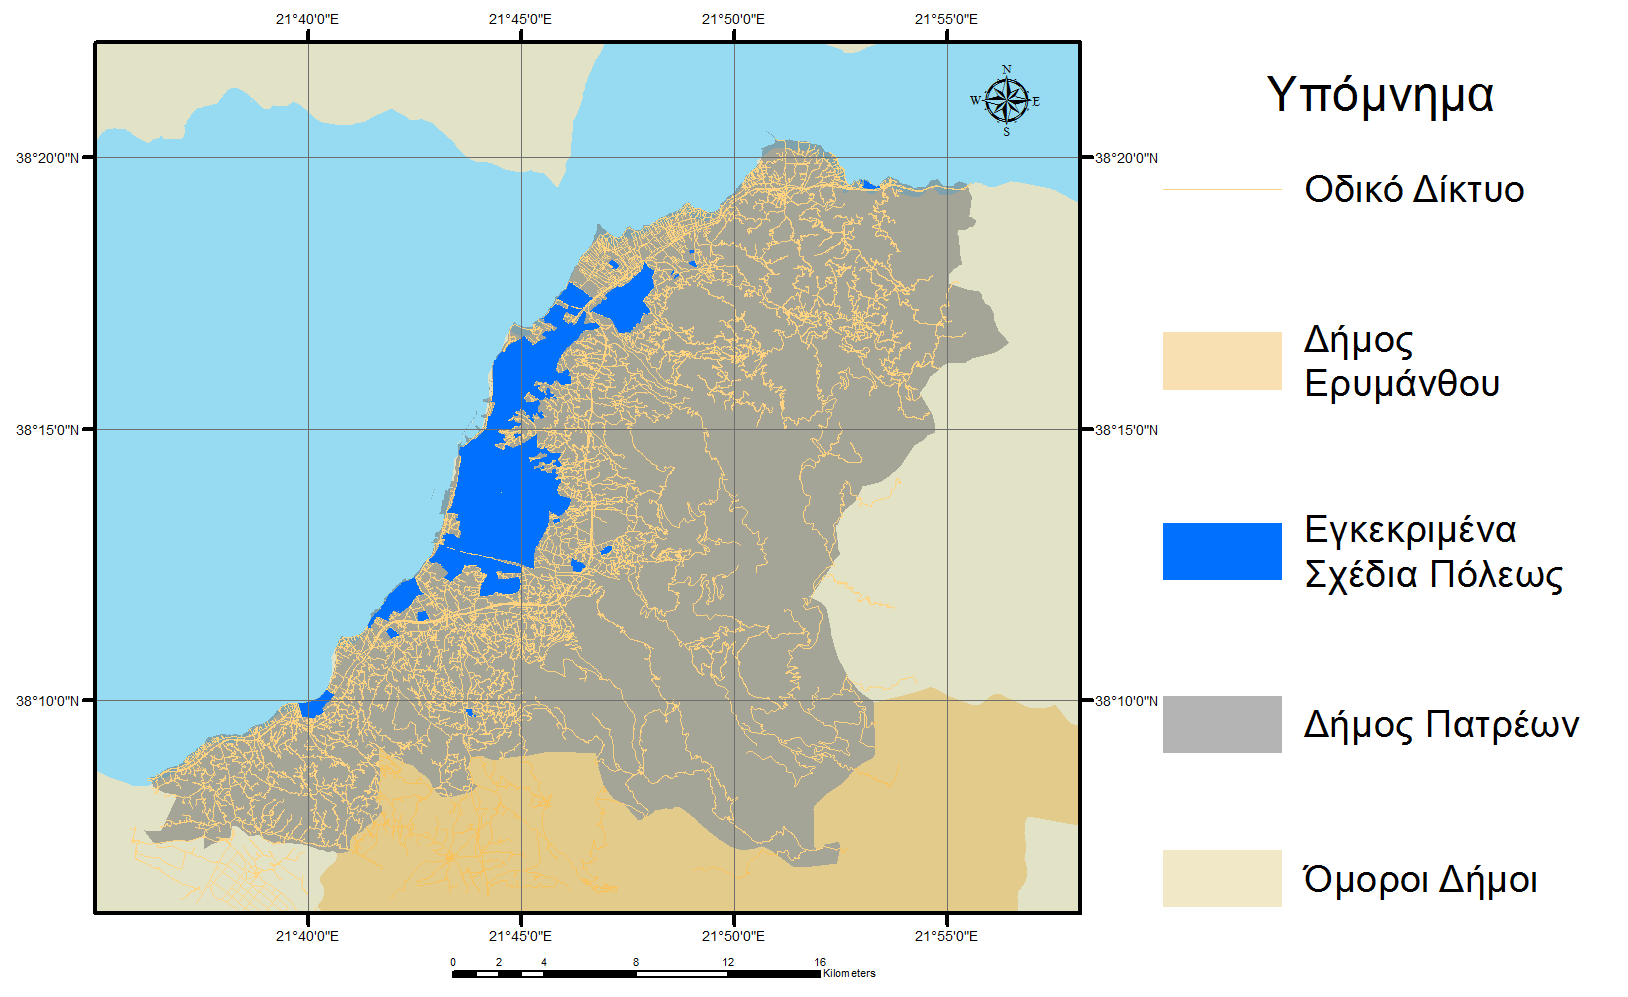 21°40'0"E 21°45'0"E 21°50'0"E 21°55'0"E
N
W E
S
38°20'0"N 38°20'0"N
38°15'0"N 38°15'0"N
38°10'0"N 38°10'0"N
21°40'0"E 21°45'0"E 21°50'0"E 21°55'0"E
0 2 4 8 12 16
Kilometers
Υπόμνημα
Οδικό Δίκτυο
Δήμος
Ερυμάνθου
Εγκεκριμένα
Σχέδια Πόλεως
Δήμος Πατρέων
Όμοροι Δήμοι